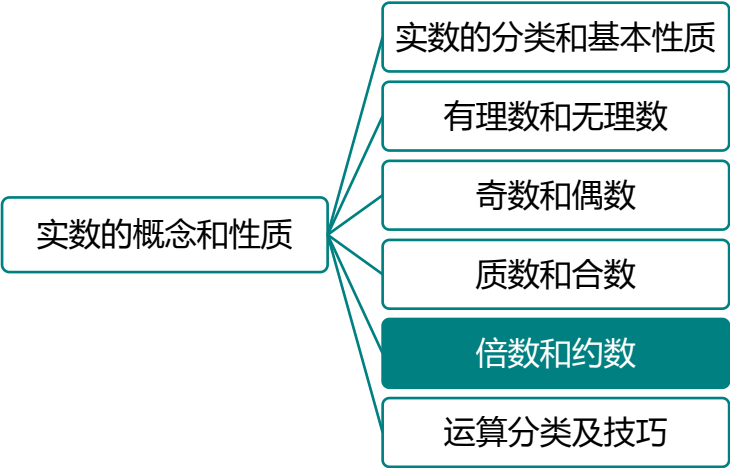 实数的分类和基本性质
有理数和无理数
奇数和偶数
实数的概念和性质
质数和合数
倍数和约数
运算分类及技巧